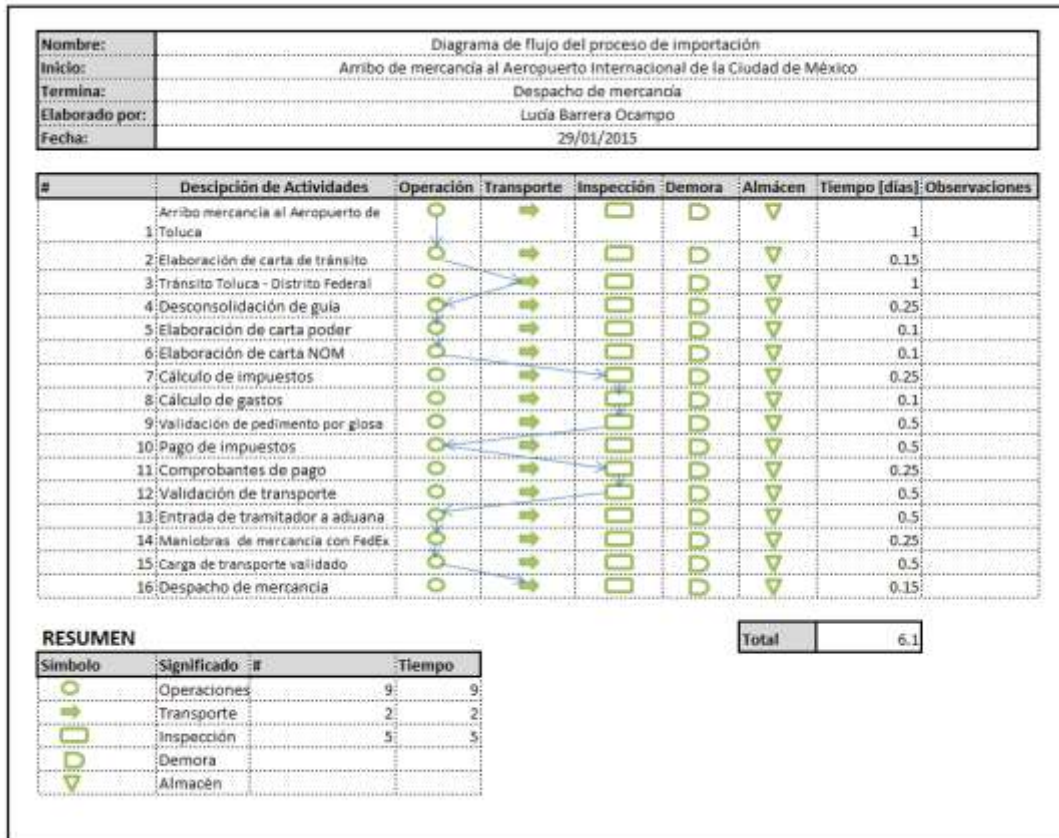 Nombre: Diagrama de flujo del proceso de importación
Inicio: Arribo de mercancía al Aeropuerto Internacional de la Ciudad de México
Termina: Despacho de mercancía
Elaborado por: Lucía Barrera Ocampo
Fecha: 29/01/2015
# Descipción de Actividades Operación Transporte Inspección Demora Almácen Tiempo [días] Observaciones
Arribo mercancía al Aeropuerto de
1 Toluca 1
2 Elaboración de carta de tránsito 0.15
3 Tránsito Toluca - Distrito Federal 1
4 Desconsolidación de guía 0.25
5 Elaboración de carta poder 0.1
6 Elaboración de carta NOM 0.1
7 Cálculo de impuestos 0.25
8 Cálculo de gastos 0.1
9 Validación de pedimento por glosa 0.5
10 Pago de impuestos 0.5
11 Comprobantes de pago 0.25
12 Validación de transporte 0.5
13 Entrada de tramitador a aduana 0.5
14 Maniobras de mercancía con FedEx 0.25
15 Carga de transporte validado 0.5
16 Despacho de mercancía 0.15
Total 6.1
RESUMEN
Símbolo Significado # Tiempo
Operaciones 9 9
Transporte 2 2
Inspección 5 5
Demora
Almacén